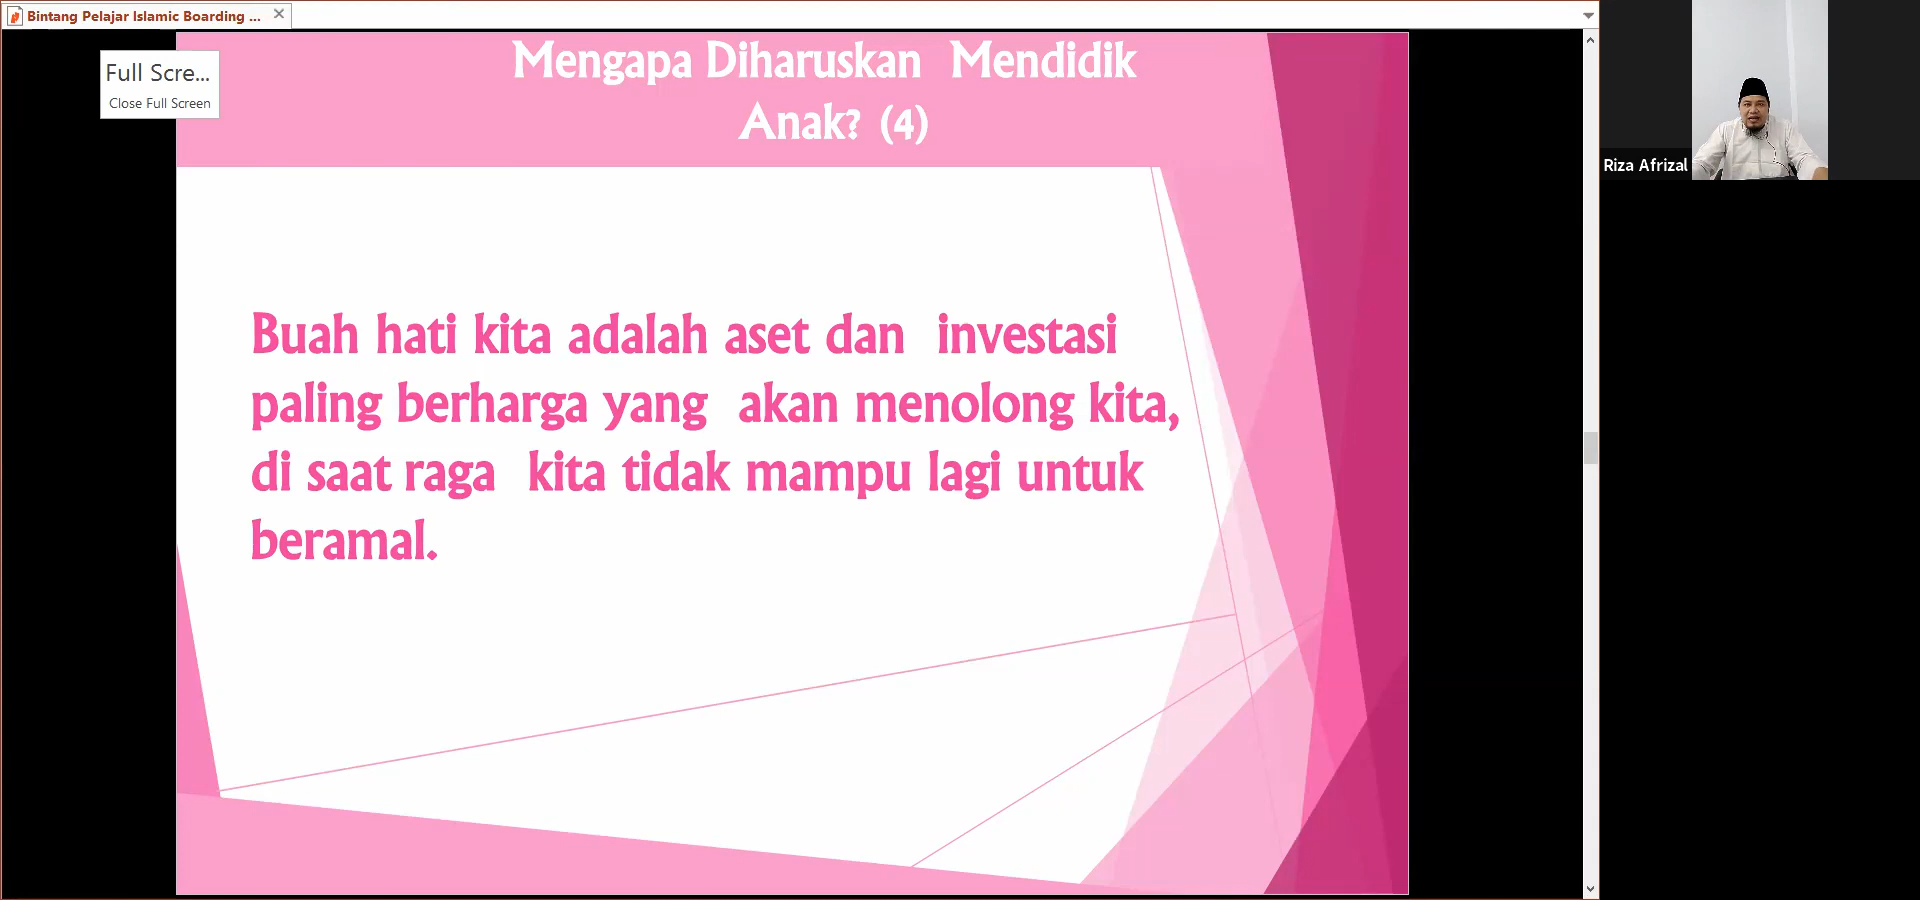 Bintang Pelajar Islamic Boarding ...
Full Scre...
Close Full Screen
Mengapa Diharuskan Mendidik
Anak? (4)
Buah hati kita adalah aset dan investasi
paling berharga yang akan menolong kita,
di saat raga kita tidak mampu lagi untuk
beramal.
Riza Afrizal